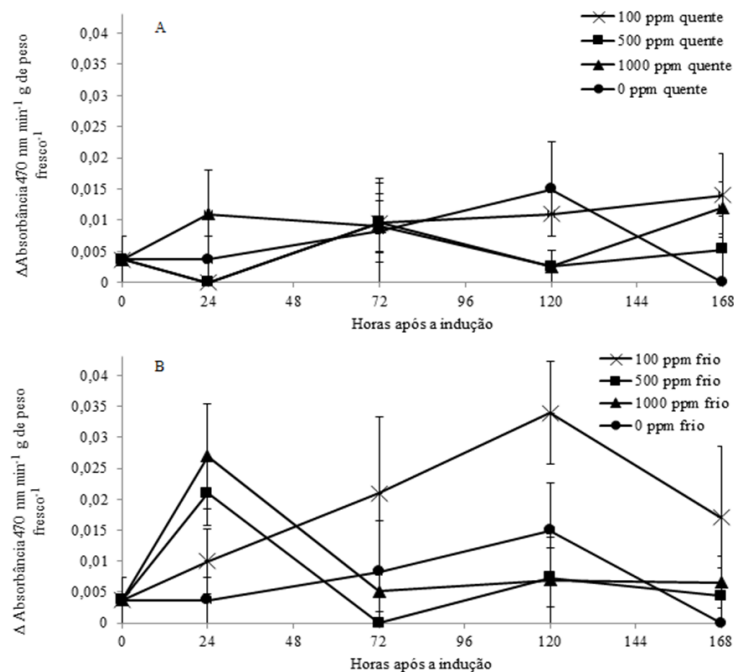 A
100 ppm quente
500 ppm quente
1000 ppm quente
0 ppm quente
ΔAbsorbância 470 nm min-1 g de peso
fresco-1
0,04
0,035
0,03
0,025
0,02
0,015
0,01
0,005
0
0 24 48 72 96 120 144 168
Horas após a indução
B
100 ppm frio
500 ppm frio
1000 ppm frio
0 ppm frio
Δ Absorbância 470 nm min-1 g de peso
fresco-1
0,04
0,035
0,03
0,025
0,02
0,015
0,01
0,005
0
0 24 48 72 96 120 144 168
Horas após a indução